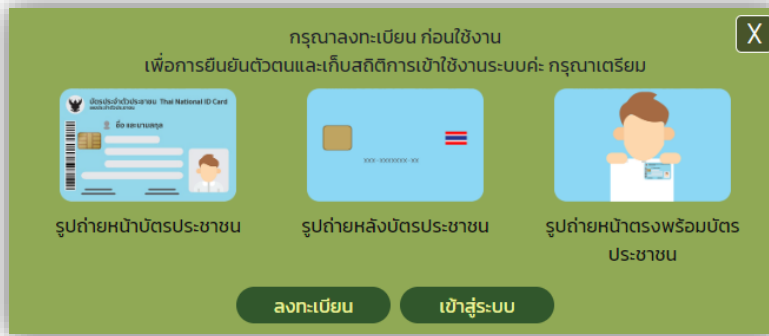 กรุณาลงทะเบียน ก่อนใช้งาน
X
เพื่อการยืนยันตัวตนและเก็บสถิติการเข้าใช้งานระบบค่ะ กรุณาเตรียม
บัตรประจำตัวประชาชน Thai National ID Card
ชื่อ และนามสกุล
XXX-XXXXXXX-XX
รูปถ่ายหน้าบัตรประชาชน
รูปถ่ายหลังบัตรประชาชน
รูปถ่ายหน้าตรงพร้อมบัตร
ประชาชน
ลงทะเบียน
เข้าสู่ระบบ